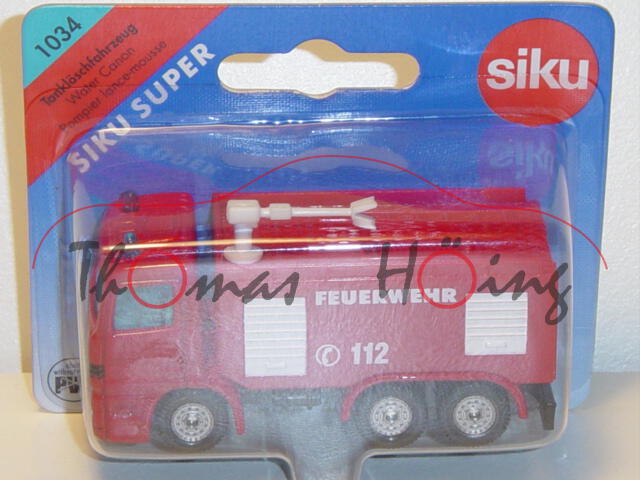 1034
Tanklöschfahrzeug
Water Canon
Pompier lance-mousse
SIKU SUPER
siku
Thomas Höing
FEUERWEHR
112